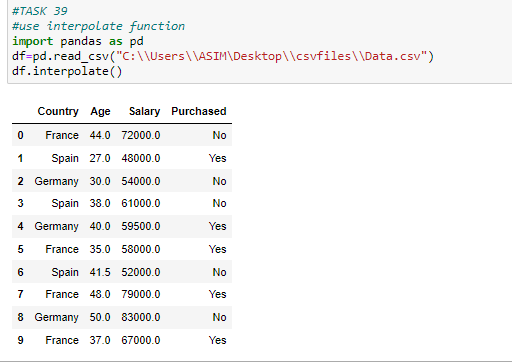 #TASK 39
#use interpolate function
import pandas as pd
df=pd.read_csv("C:\\Users\\ASIM\Desktop\\csvfiles\\Data.csv")
df.interpolate()
Country Age Salary Purchased
0 France 44.0 72000.0 No
1 Spain 27.0 48000.0 Yes
2 Germany 30.0 54000.0 No
3 Spain 38.0 61000.0 No
4 Germany 40.0 59500.0 Yes
5 France 35.0 58000.0 Yes
6 Spain 41.5 52000.0 No
7 France 48.0 79000.0 Yes
8 Germany 50.0 83000.0 No
9 France 37.0 67000.0 Yes